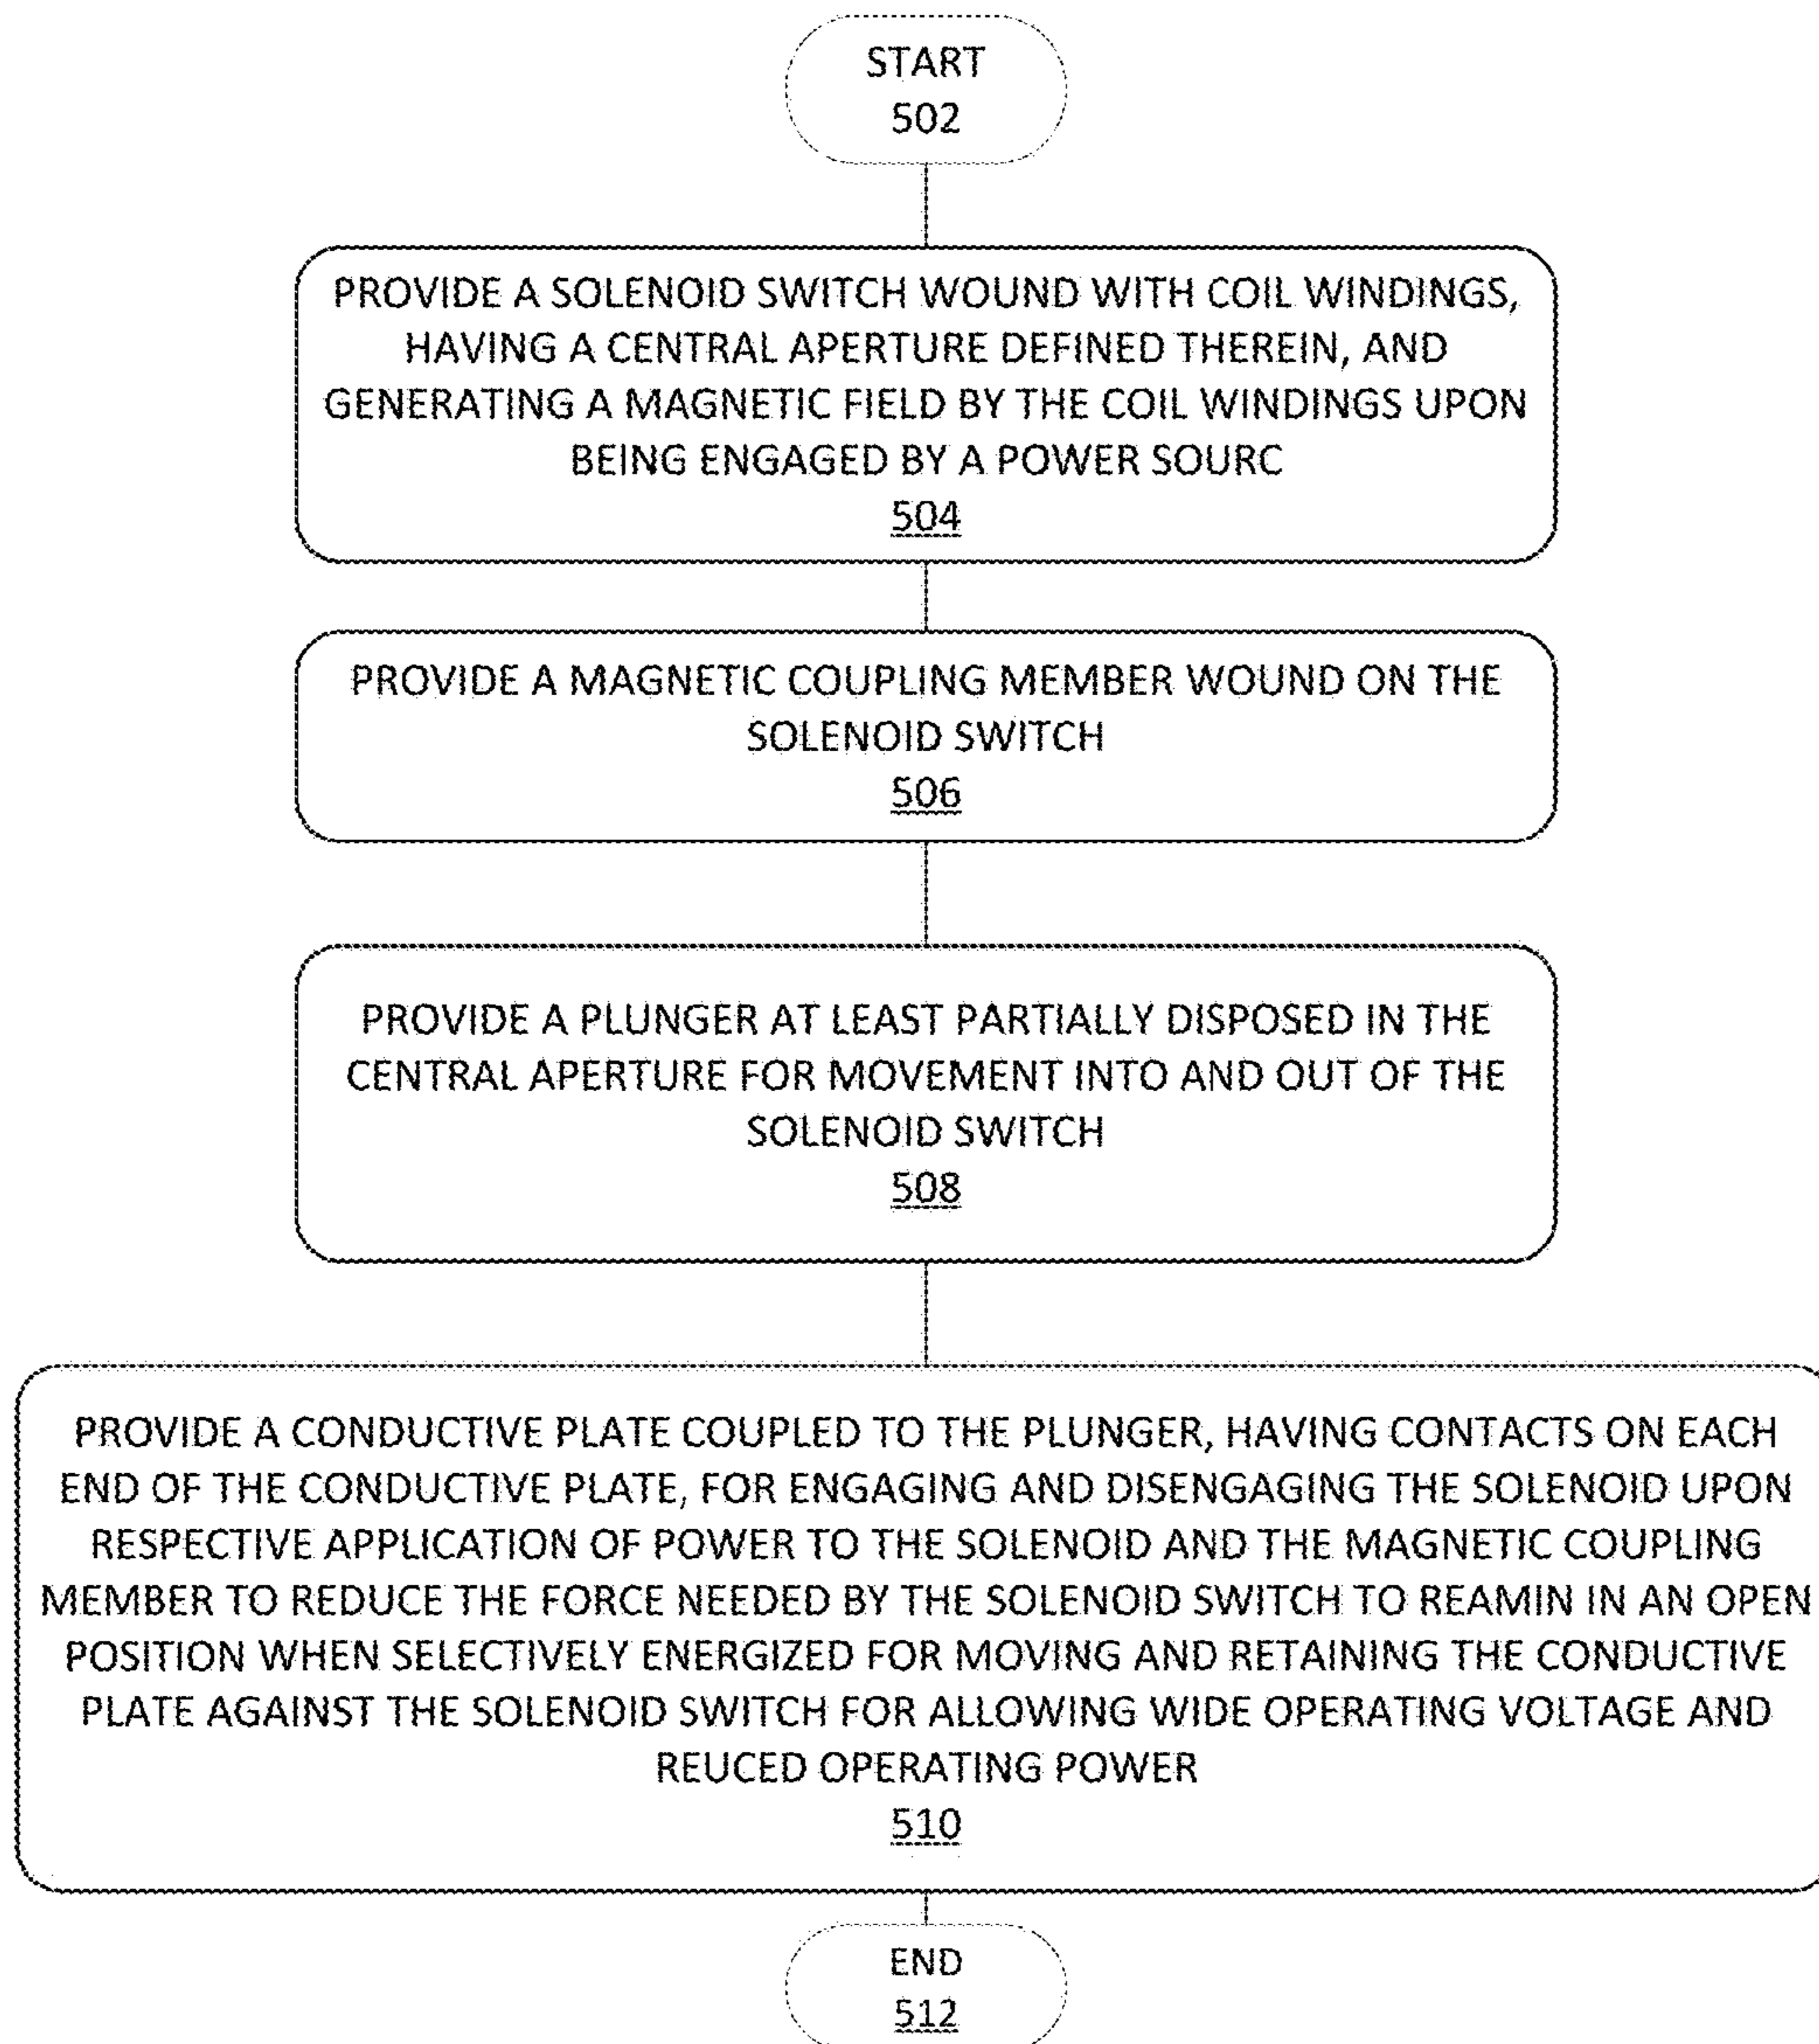 START
502
PROVIDE A SOLENOID SWITCH WOUND WITH COIL WINDINGS,
HAVING A CENTRAL APERTURE DEFINED THEREIN, AND
GENERATING A MAGNETIC FIELD BY THE COIL WINDINGS UPON
BEING ENGAGED BY A POWER SOURC
504
PROVIDE A MAGNETIC COUPLING MEMBER WOUND ON THE
SOLENOID SWITCH
506
PROVIDE A PLUNGER AT LEAST PARTIALLY DISPOSED IN THE
CENTRAL APERTURE FOR MOVEMENT INTO AND OUT OF THE
SOLENOID SWITCH
508
PROVIDE A CONDUCTIVE PLATE COUPLED TO THE PLUNGER, HAVING CONTACTS ON EACH
END OF THE CONDUCTIVE PLATE, FOR ENGAGING AND DISENGAGING THE SOLENOID UPON
RESPECTIVE APPLICATION OF POWER TO THE SOLENOID AND THE MAGNETIC COUPLING
MEMBER TO REDUCE THE FORCE NEEDED BY THE SOLENOID SWITCH TO REAMIN IN AN OPEN
POSITION WHEN SELECTIVELY ENERGIZED FOR MOVING AND RETAINING THE CONDUCTIVE
PLATE AGAINST THE SOLENOID SWITCH FOR ALLOWING WIDE OPERATING VOLTAGE AND
REUCED OPERATING POWER
510
END
512